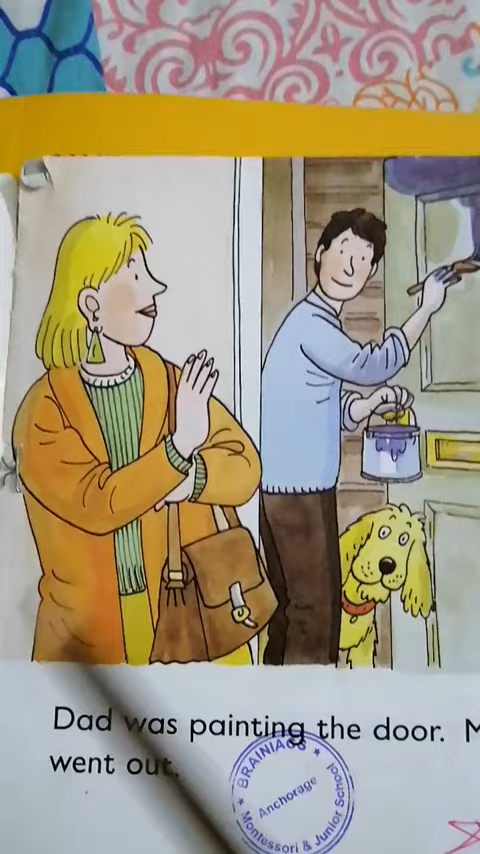 Dad was painting the door.
went out.
BRAINIACS
Anchorage
Montessori & Junior School